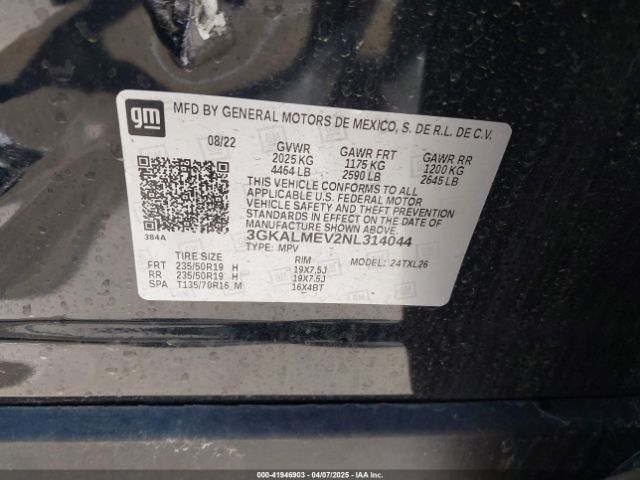 gm
MFD BY GENERAL MOTORS DE MEXICO, S. DE R.L. DE C.V.
08/22
GVWR GAWR FRT GAWR RR
2025 KG 1175 KG 1200 KG
4464 LB 2590 LB 2645 LB
THIS VEHICLE CONFORMS TO ALL
APPLICABLE U.S. FEDERAL MOTOR
VEHICLE SAFETY AND THEFT
PREVENTION STANDARDS IN
EFFECT ON THE DATE OF
MANUFACTURE SHOWN ABOVE.
384A
3GKALMEV2NL314044
TYPE: MPV
TIRE SIZE RIM MODEL: 24TXL26
FRT 235/50R19 H 19X7.5J
RR 235/50R19 H 19X7.5J
SPA T135/70R16 M 16X4BT
000-41946903 - 04/07/2025 - IAAI.COM